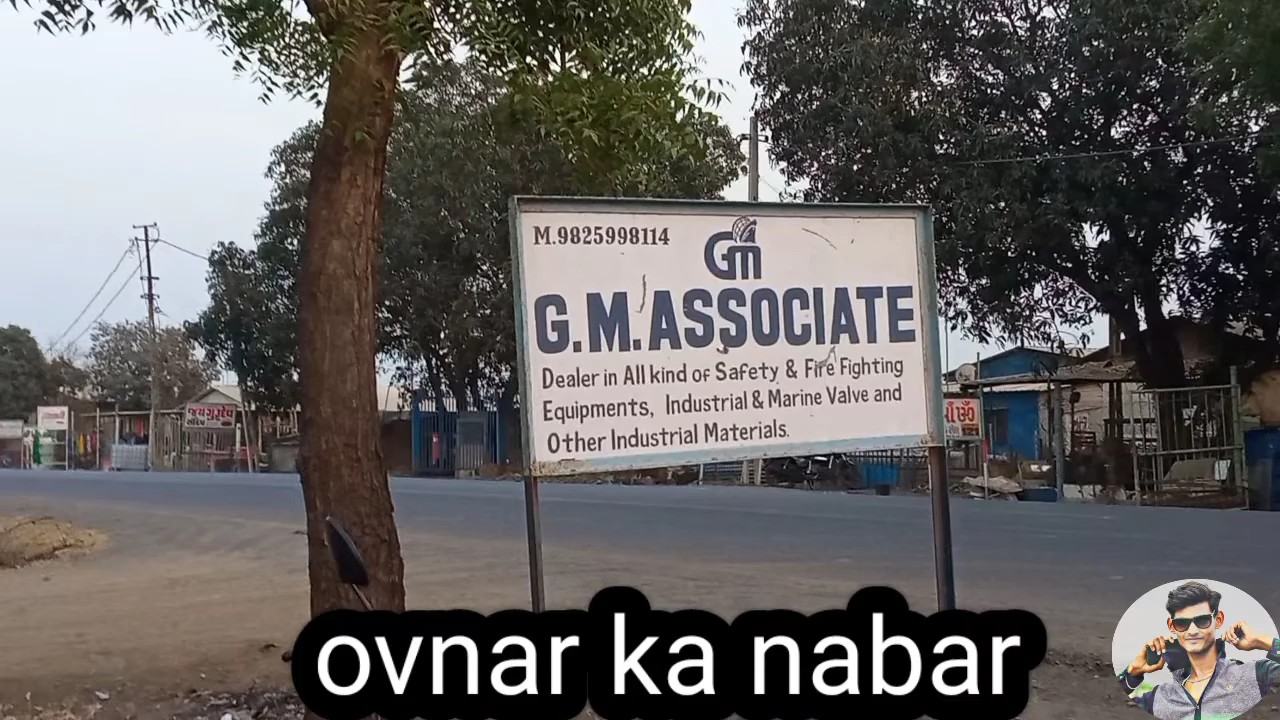 M.9825998114
Gm
G.M.ASSOCIATE
Dealer in All kind of Safety & Fire Fighting
Equipments, Industrial & Marine Valve and
Other Industrial Materials.
જયગુરુદેવ
ovnar ka nabar